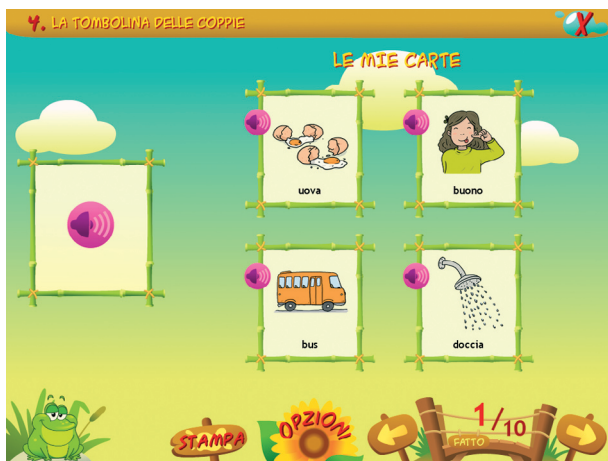 4. LA TOMBOLINA DELLE COPPIE
X
LE MIE CARTE
uova
buono
bus
doccia
STAMPA
OPZIONI
1/10
FATTO